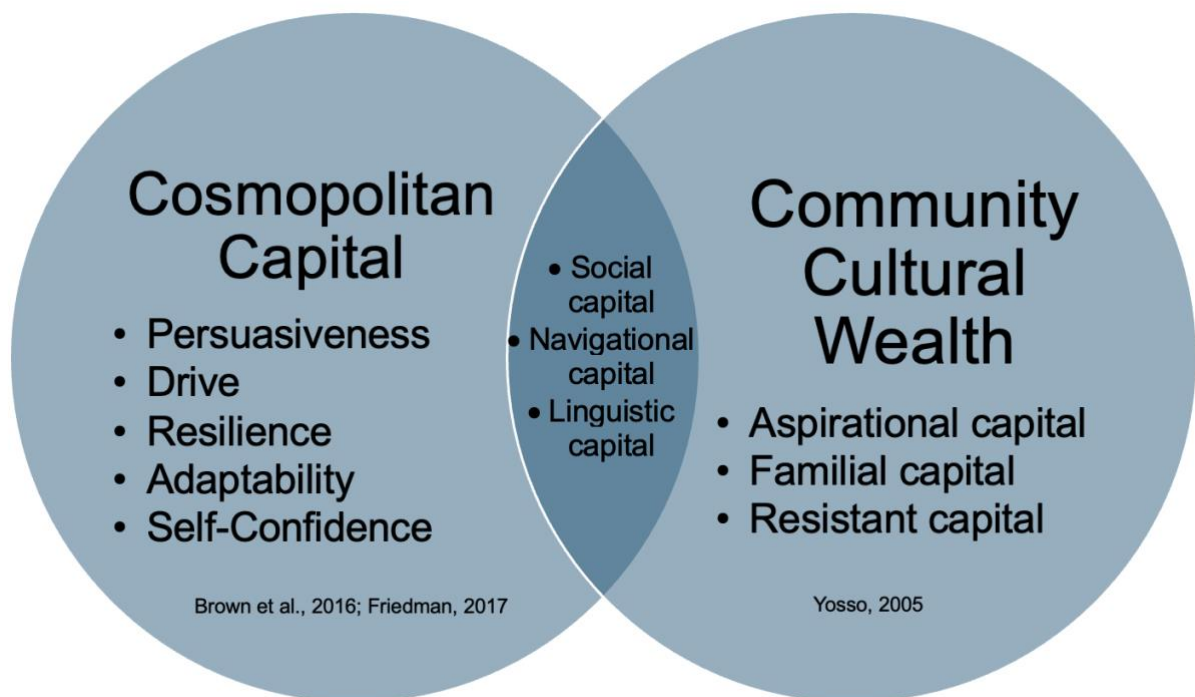 Cosmopolitan
Capital
• Persuasiveness
• Drive
• Resilience
• Adaptability
• Self-Confidence
Brown et al., 2016; Friedman, 2017
• Social
capital
• Navigational
capital
• Linguistic
capital
Community
Cultural
Wealth
• Aspirational capital
• Familial capital
• Resistant capital
Yosso, 2005